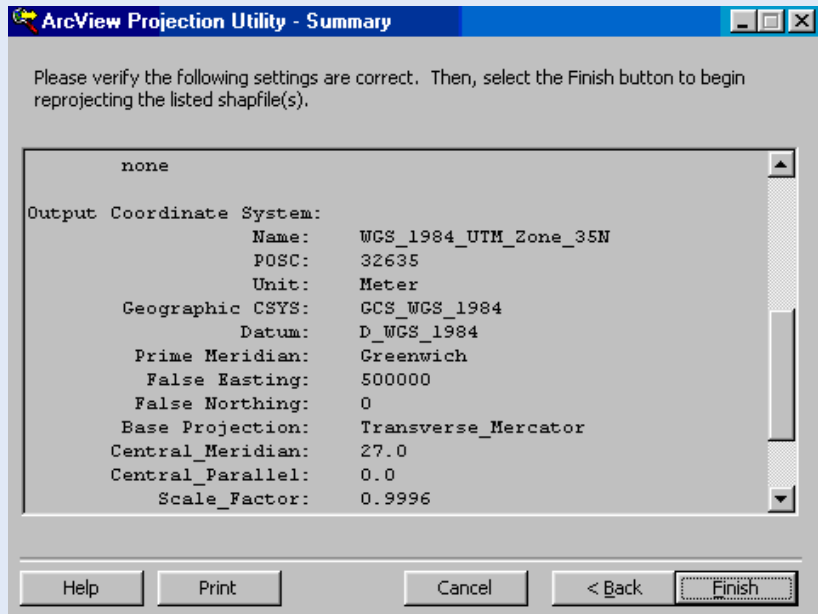 ArcView Projection Utility - Summary
Please verify the following settings are correct. Then, select the Finish button to begin
reprojecting the listed shapfile(s).
none
Output Coordinate System:
Name: WGS_1984_UTM_Zone_35N
POSC: 32635
Unit: Meter
Geographic CSYS: GCS_WGS_1984
Datum: D_WGS_1984
Prime Meridian: Greenwich
False Easting: 500000
False Northing: 0
Base Projection: Transverse_Mercator
Central_Meridian: 27.0
Central_Parallel: 0.0
Scale_Factor: 0.9996
Help Print Cancel < Back Finish